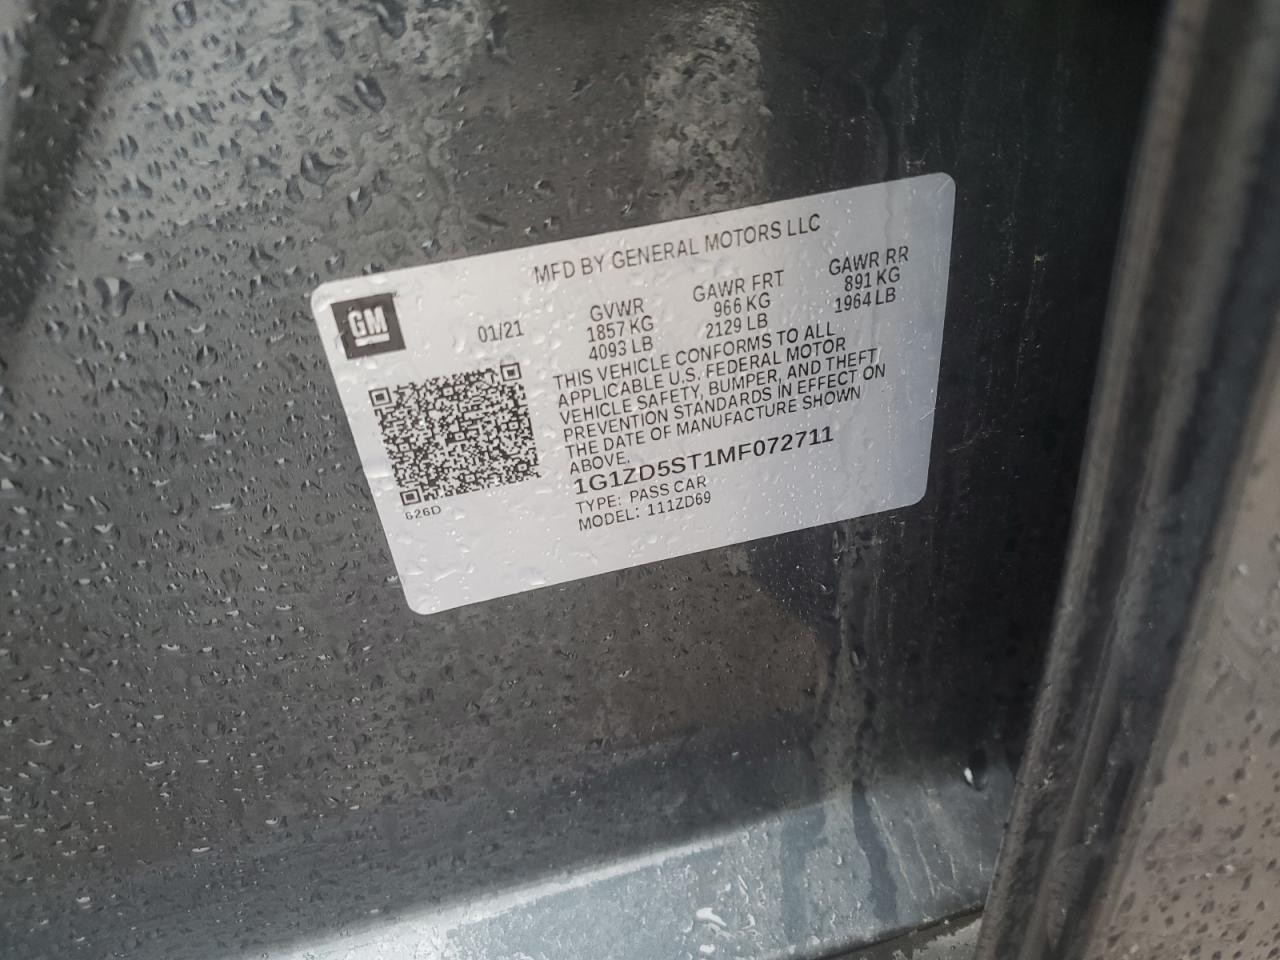 MFD BY GENERAL MOTORS LLC
GM
01/21
GVWR
1857 KG
4093 LB
GAWR FRT
966 KG
2129 LB
GAWR RR
891 KG
1964 LB
THIS VEHICLE CONFORMS TO ALL
APPLICABLE U.S. FEDERAL MOTOR
VEHICLE SAFETY, BUMPER, AND THEFT
PREVENTION STANDARDS IN EFFECT ON
THE DATE OF MANUFACTURE SHOWN
ABOVE.
1G1ZD5ST1MF072711
TYPE: PASS CAR
MODEL: 111ZD69
626D